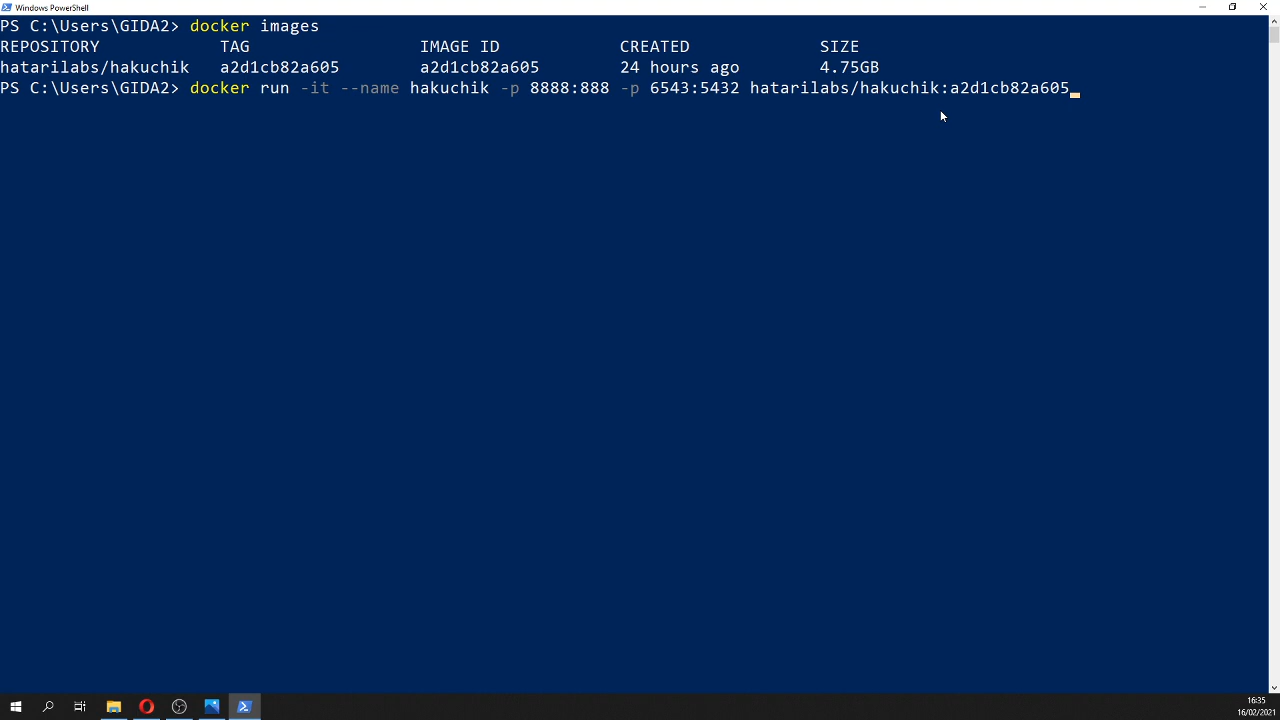 Windows PowerShell
PS C:\Users\GIDA2> docker images
REPOSITORY TAG IMAGE ID CREATED SIZE
hatarilabs/hakuchik a2d1cb82a605 a2d1cb82a605 24 hours ago 4.75GB
PS C:\Users\GIDA2> docker run -it --name hakuchik -p 8888:888 -p 6543:5432 hatarilabs/hakuchik:a2d1cb82a605
16:35
16/02/2021